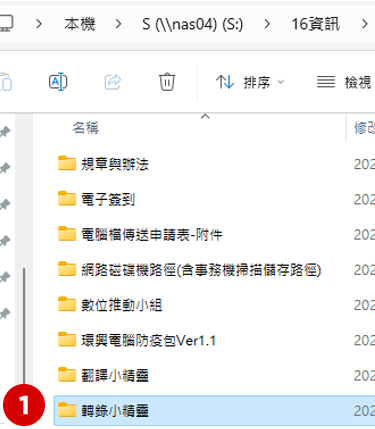 本機 S (\\nas04) (S:) 16資訊
排序 檢視
名稱 修改
規章與辦法 202
電子簽到 202
電腦檔傳送申請表-附件 202
網路磁碟機路徑(含事務機掃描儲存路徑) 202
數位推動小組 202
環興電腦防疫包Ver1.1 202
翻譯小精靈 202
1 轉錄小精靈 202